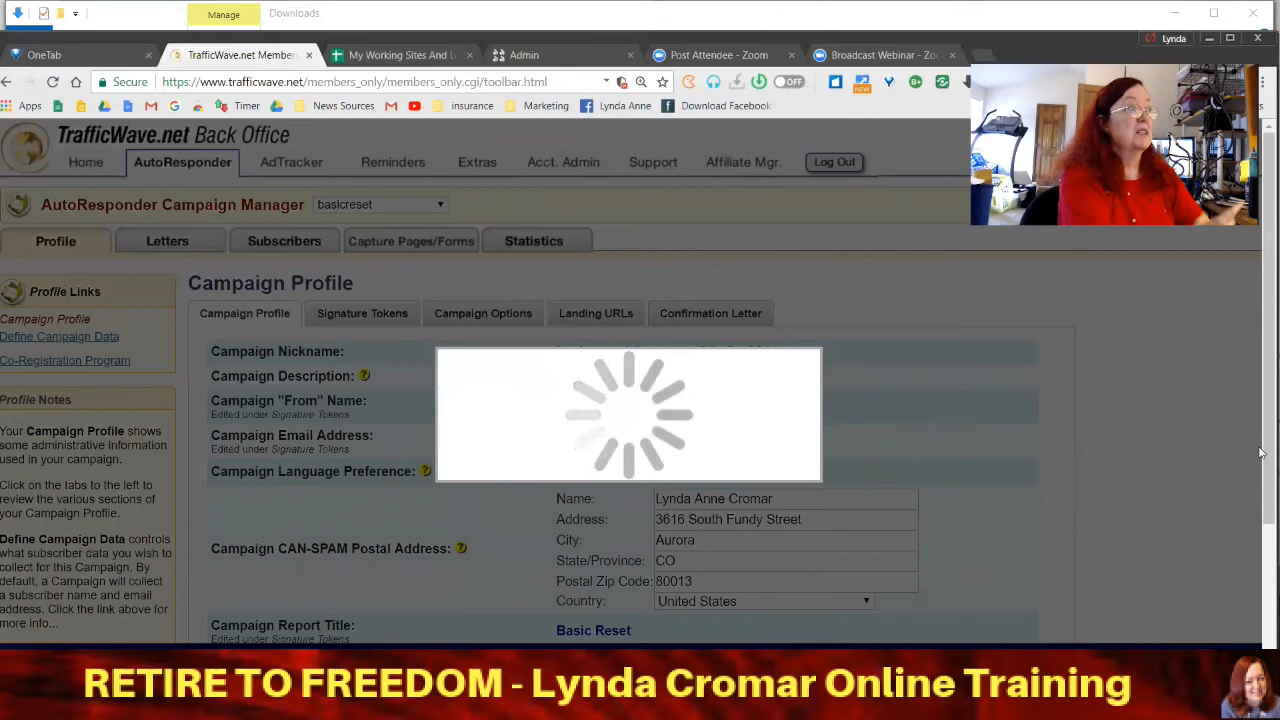 Manage Downloads
Lynda
OneTab TrafficWave.net Member My Working Sites And L Admin Post Attendee - Zoom Broadcast Webinar - Zo
Secure https://www.trafficwave.net/members_only/members_only.cgi/toolbar.html OFF NEW
Apps Timer News Sources insurance Marketing Lynda Anne Download Facebook
TrafficWave.net Back Office
Home AutoResponder AdTracker Reminders Extras Acct. Admin Support Affiliate Mgr. Log Out
AutoResponder Campaign Manager basicreset
Profile Letters Subscribers Capture Pages/Forms Statistics
Profile Links
Campaign Profile
Define Campaign Data
Co-Registration Program
Profile Notes
Your Campaign Profile shows
some administrative information
used in your campaign.
Click on the tabs to the left to
review the various sections of
your Campaign Profile.
Define Campaign Data controls
what subscriber data you wish to
collect for this Campaign. By
default, a Campaign will collect
a subscriber name and email
address. Click the link above for
more info...
Campaign Profile
Campaign Profile Signature Tokens Campaign Options Landing URLs Confirmation Letter
Campaign Nickname:
Campaign Description:
Campaign "From" Name:
Edited under Signature Tokens
Campaign Email Address:
Edited under Signature Tokens
Campaign Language Preference:
Campaign CAN-SPAM Postal Address:
Name: Lynda Anne Cromar
Address: 3616 South Fundy Street
City: Aurora
State/Province: CO
Postal Zip Code: 80013
Country: United States
Campaign Report Title: Basic Reset
Edited under Signature Tokens
RETIRE TO FREEDOM - Lynda Cromar Online Training